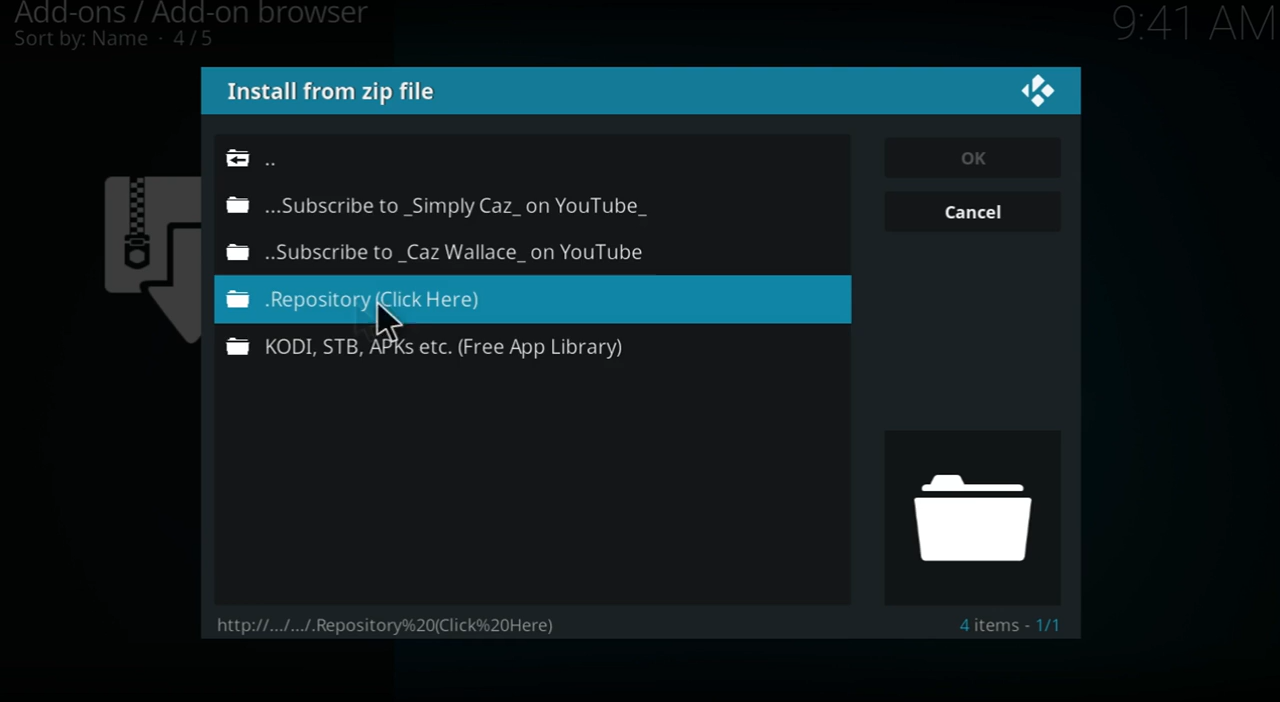 Add-ons / Add-on browser
Sort by: Name · 4 / 5
9:41 AM
Install from zip file
..
OK
...Subscribe to _Simply Caz_ on YouTube_
Cancel
..Subscribe to _Caz Wallace_ on YouTube
.Repository (Click Here)
KODI, STB, APKs etc. (Free App Library)
http://.../.../.Repository%20(Click%20Here)
4 items - 1/1